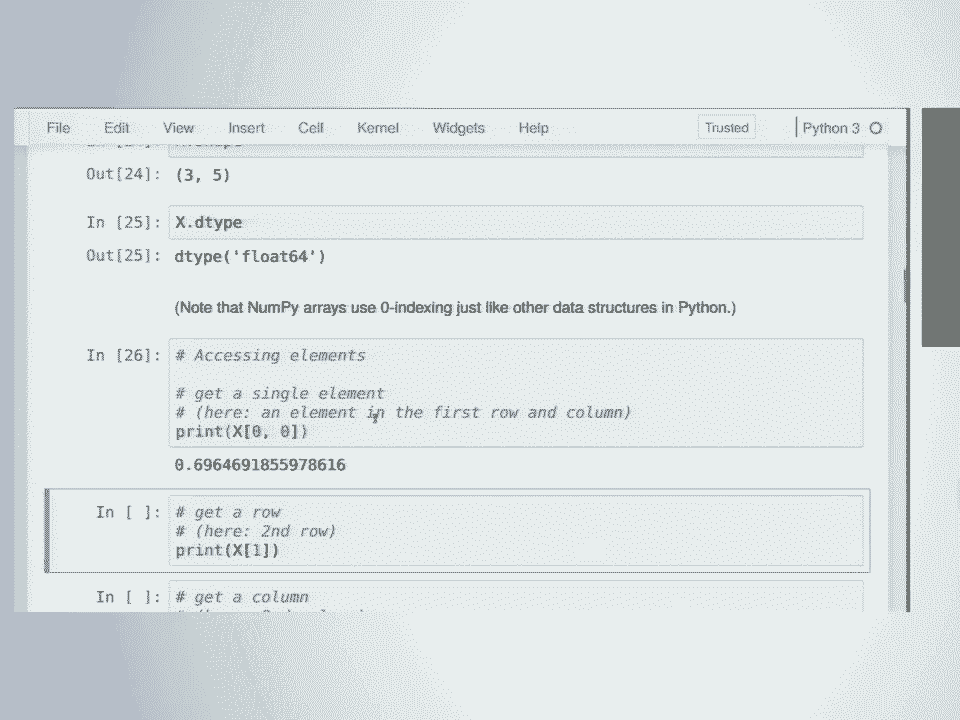 File Edit View Insert Cell Kernel Widgets Help Trusted Python 3
Out[24]: (3, 5)
In [25]: X.dtype
Out[25]: dtype('float64')
(Note that NumPy arrays use 0-indexing just like other data structures in Python.)
In [26]: # Accessing elements
# get a single element
# (here: an element in the first row and column)
print(X[0, 0])
0.6964691855978616
In [ ]: # get a row
# (here: 2nd row)
print(X[1])
In [ ]: # get a column